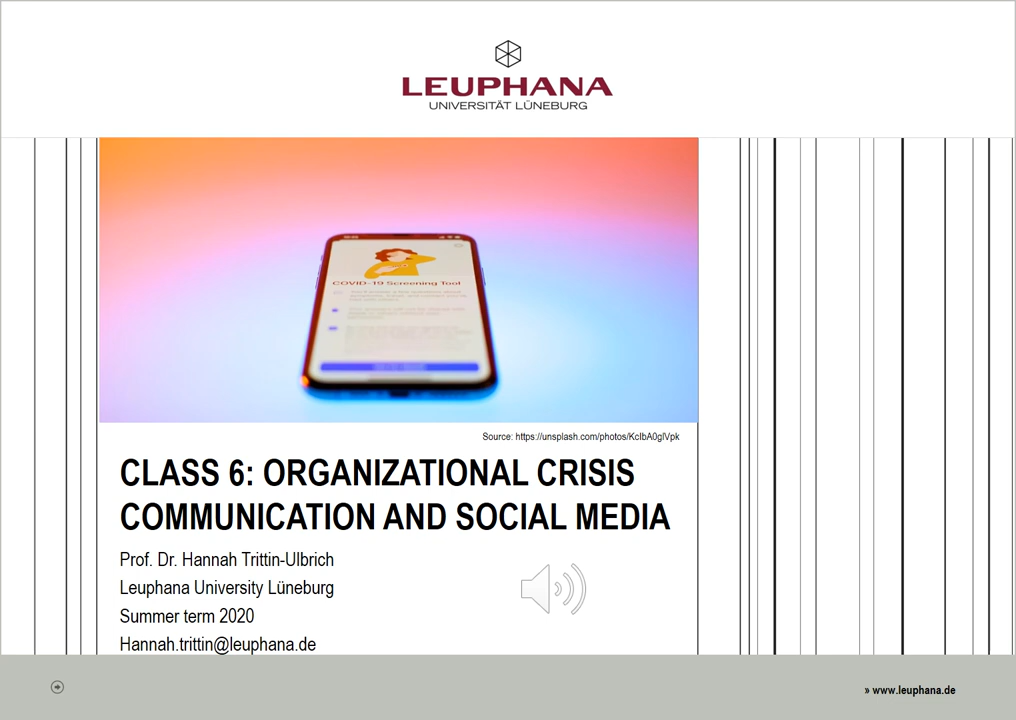 LEUPHANA
UNIVERSITÄT LÜNEBURG
COVID-19 Screening Tool
Source: https://unsplash.com/photos/KcIbA0glVpk
CLASS 6: ORGANIZATIONAL CRISIS
COMMUNICATION AND SOCIAL MEDIA
Prof. Dr. Hannah Trittin-Ulbrich
Leuphana University Lüneburg
Summer term 2020
Hannah.trittin@leuphana.de
» www.leuphana.de